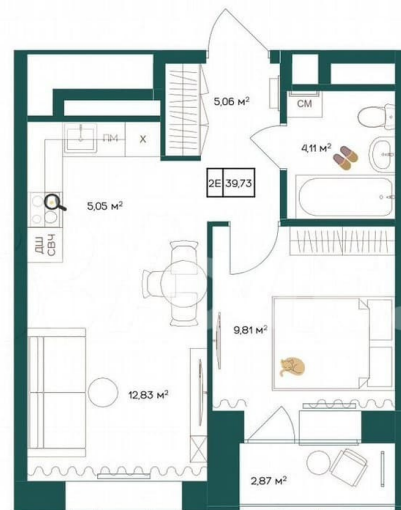 5,06 м²
СМ
ПМ
Х
4,11 м²
2Е 39,73
5,05 м²
ДШ
СВЧ
9,81 м²
12,83 м²
2,87 м²